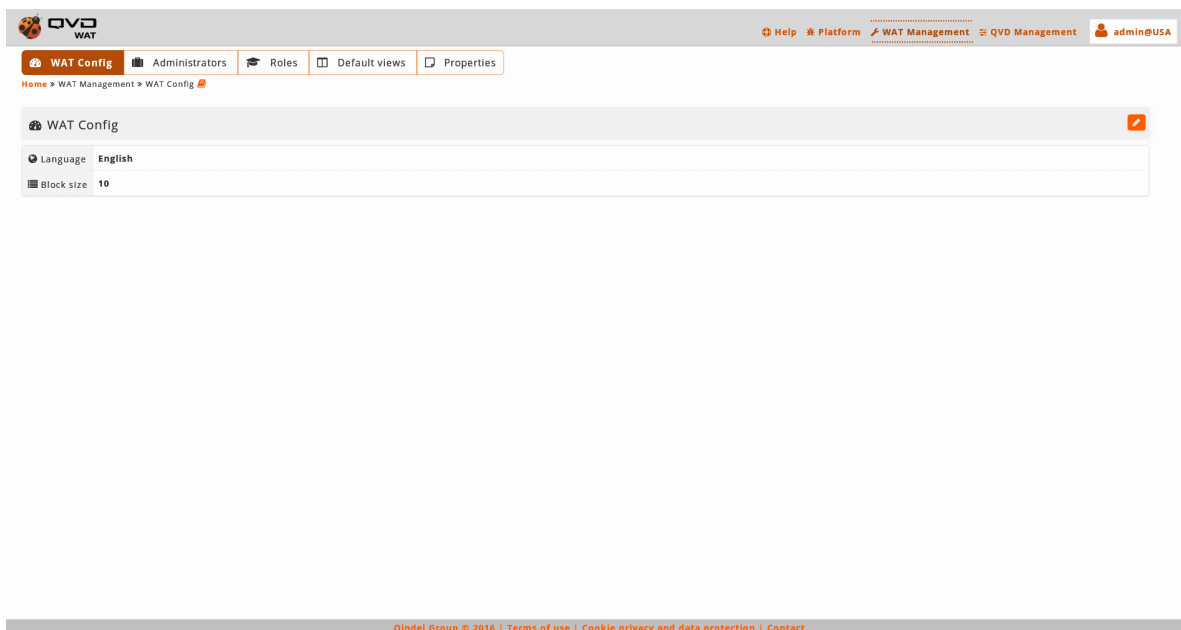 QVD
WAT
Help Platform WAT Management QVD Management admin@USA
WAT Config Administrators Roles Default views Properties
Home » WAT Management » WAT Config
WAT Config
Language English
Block size 10
Qindel Group © 2016 | Terms of use | Cookie privacy and data protection | Contact